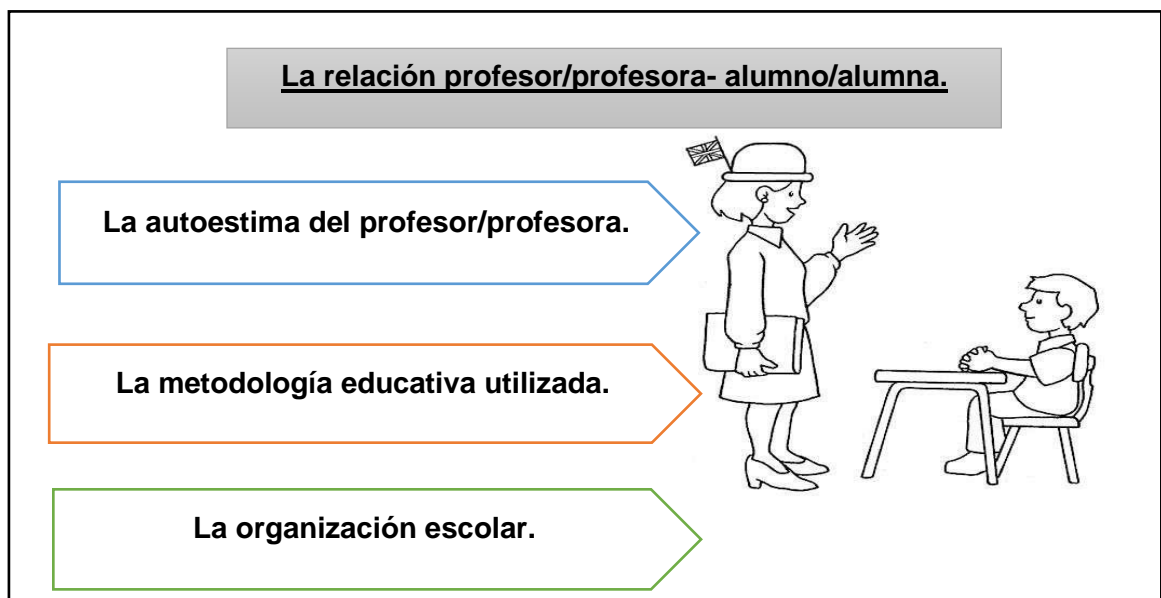 La relación profesor/profesora- alumno/alumna.
La autoestima del profesor/profesora.
La metodología educativa utilizada.
La organización escolar.